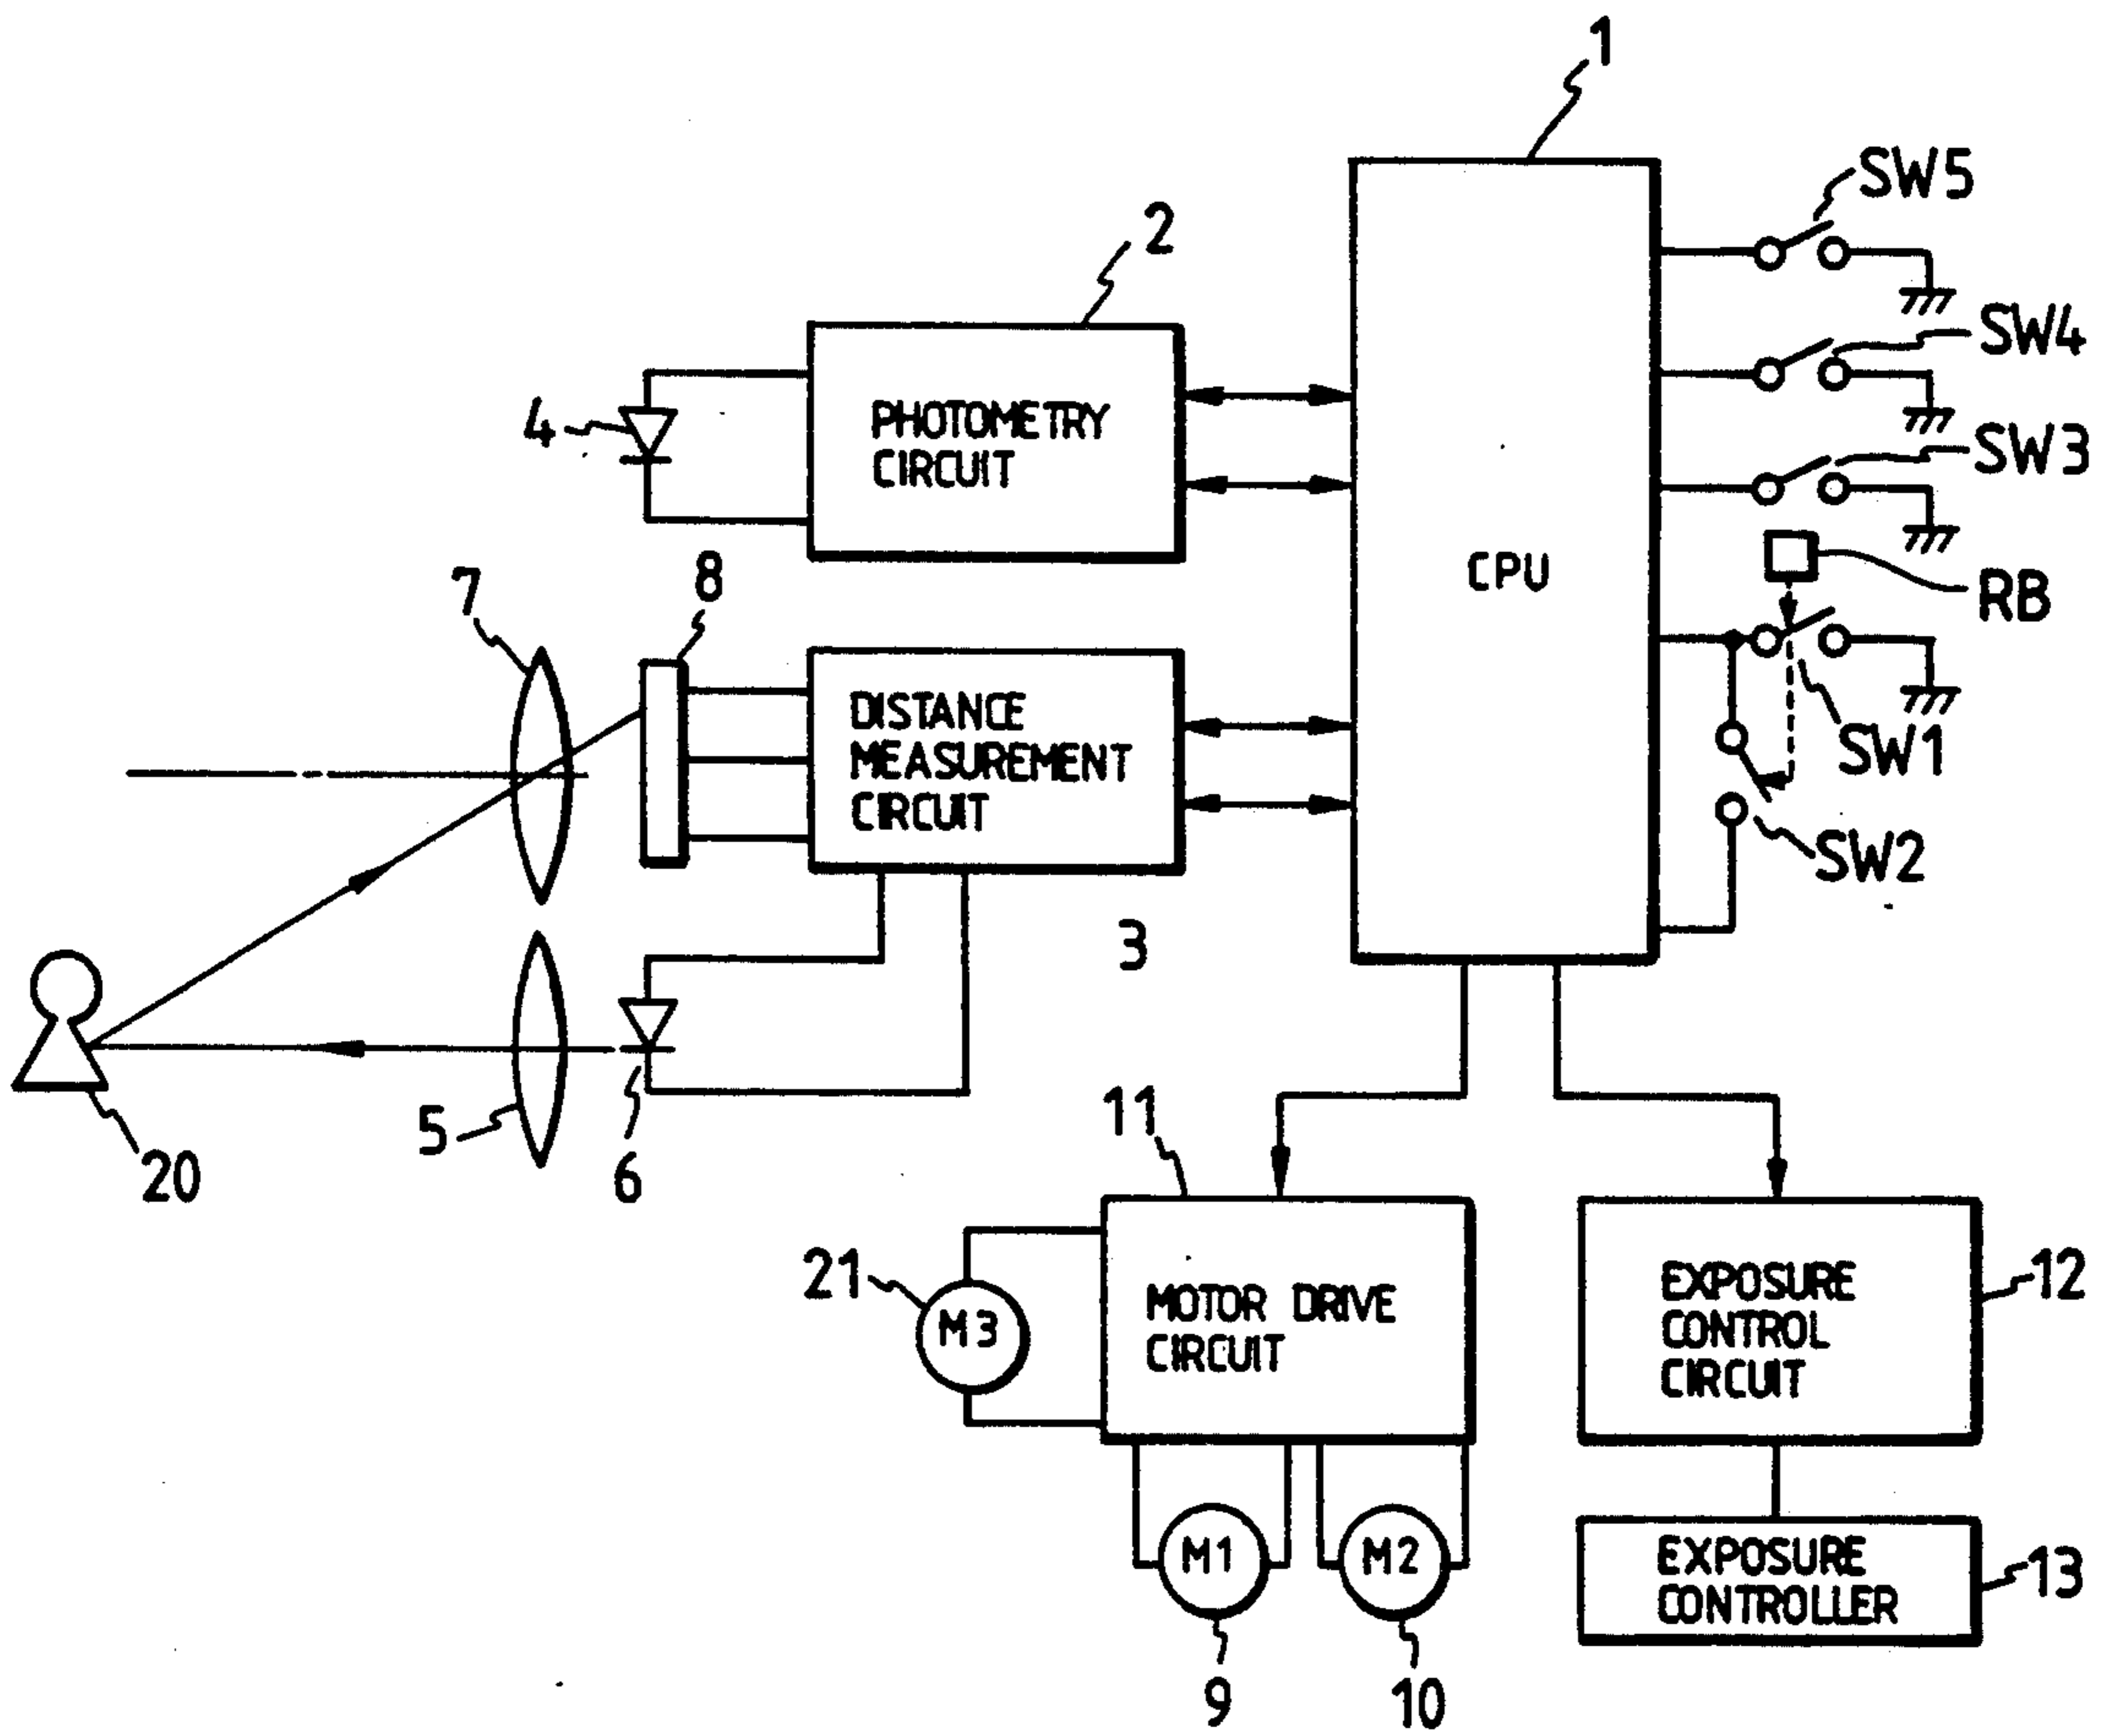 1
SW5
2
SW4
PHOTOMETRY
CIRCUIT
4
SW3
CPU
RB
7
8
DISTANCE
MEASUREMENT
CIRCUIT
SW1
SW2
3
20
5
6
11
21
M3
MOTOR DRIVE
CIRCUIT
EXPOSURE
CONTROL
CIRCUIT
12
M1
M2
EXPOSURE
CONTROLLER
13
9
10